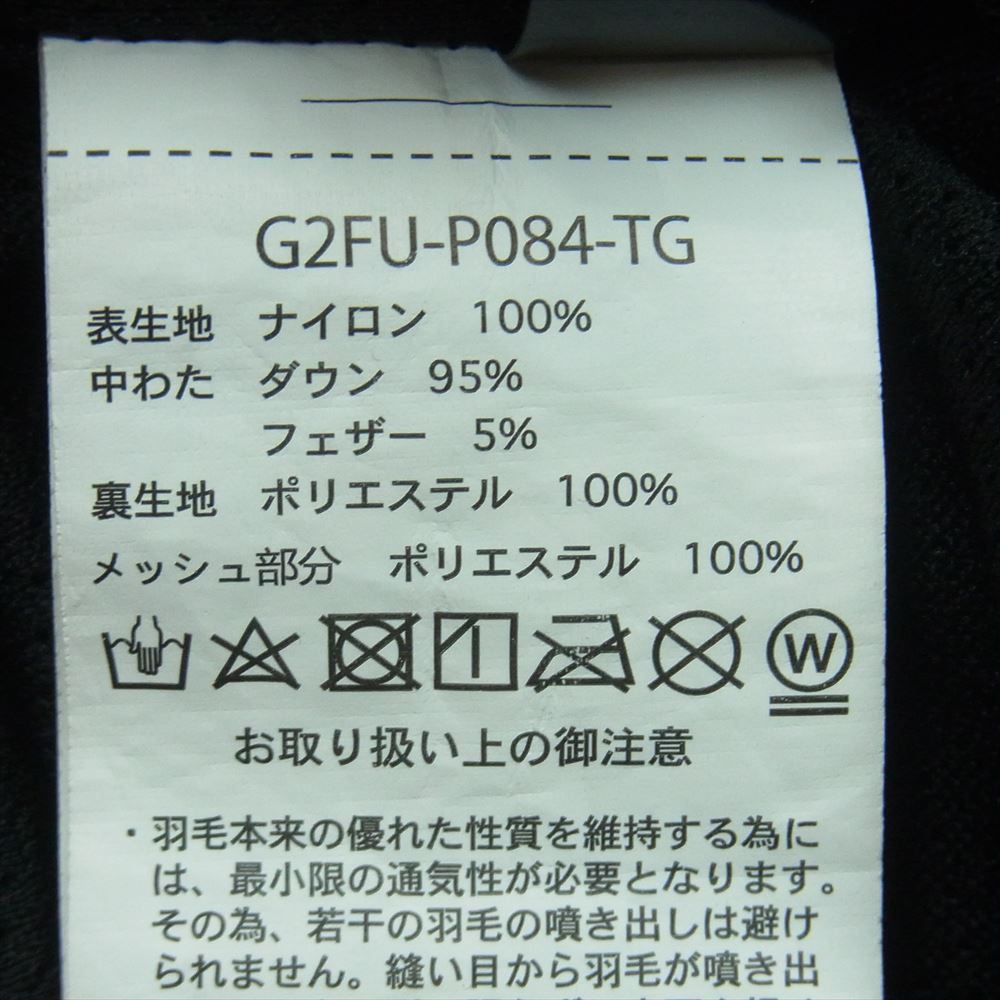 G2FU-P084-TG
表生地 ナイロン 100%
中わた ダウン 95%
フェザー 5%
裏生地 ポリエステル 100%
メッシュ部分 ポリエステル 100%
W
お取り扱い上の御注意
・羽毛本来の優れた性質を維持する為に
は、最小限の通気性が必要となります。
その為、若干の羽毛の噴き出しは避け
られません。縫い目から羽毛が噴き出